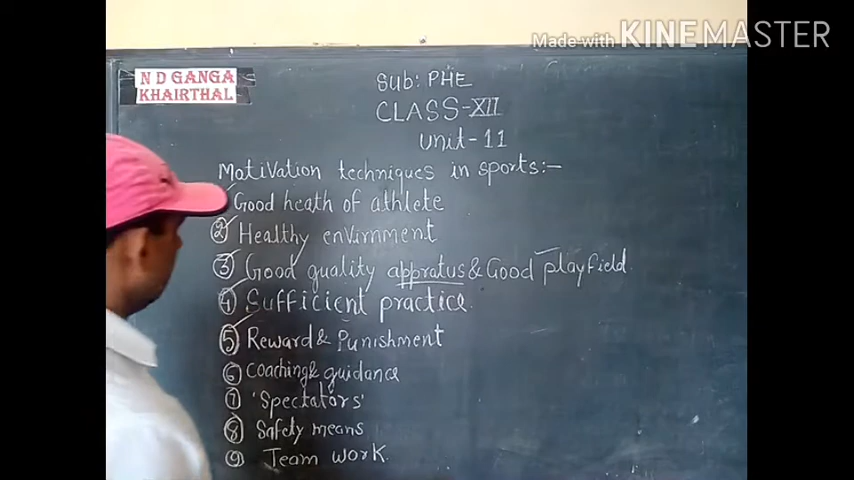 Made with KINEMASTER
N D GANGA
KHAIRTHAL
Sub: PHE
CLASS-XII
Unit-11
Motivation techniques in sports:-
Good heath of athlete
② Healthy envirnment
③ Good quality appratus & Good playfield
④ Sufficient practice
⑤ Reward & Punishment
⑥ Coaching & guidance
⑦ 'Spectators'
⑧ Safety means
⑨ Team work